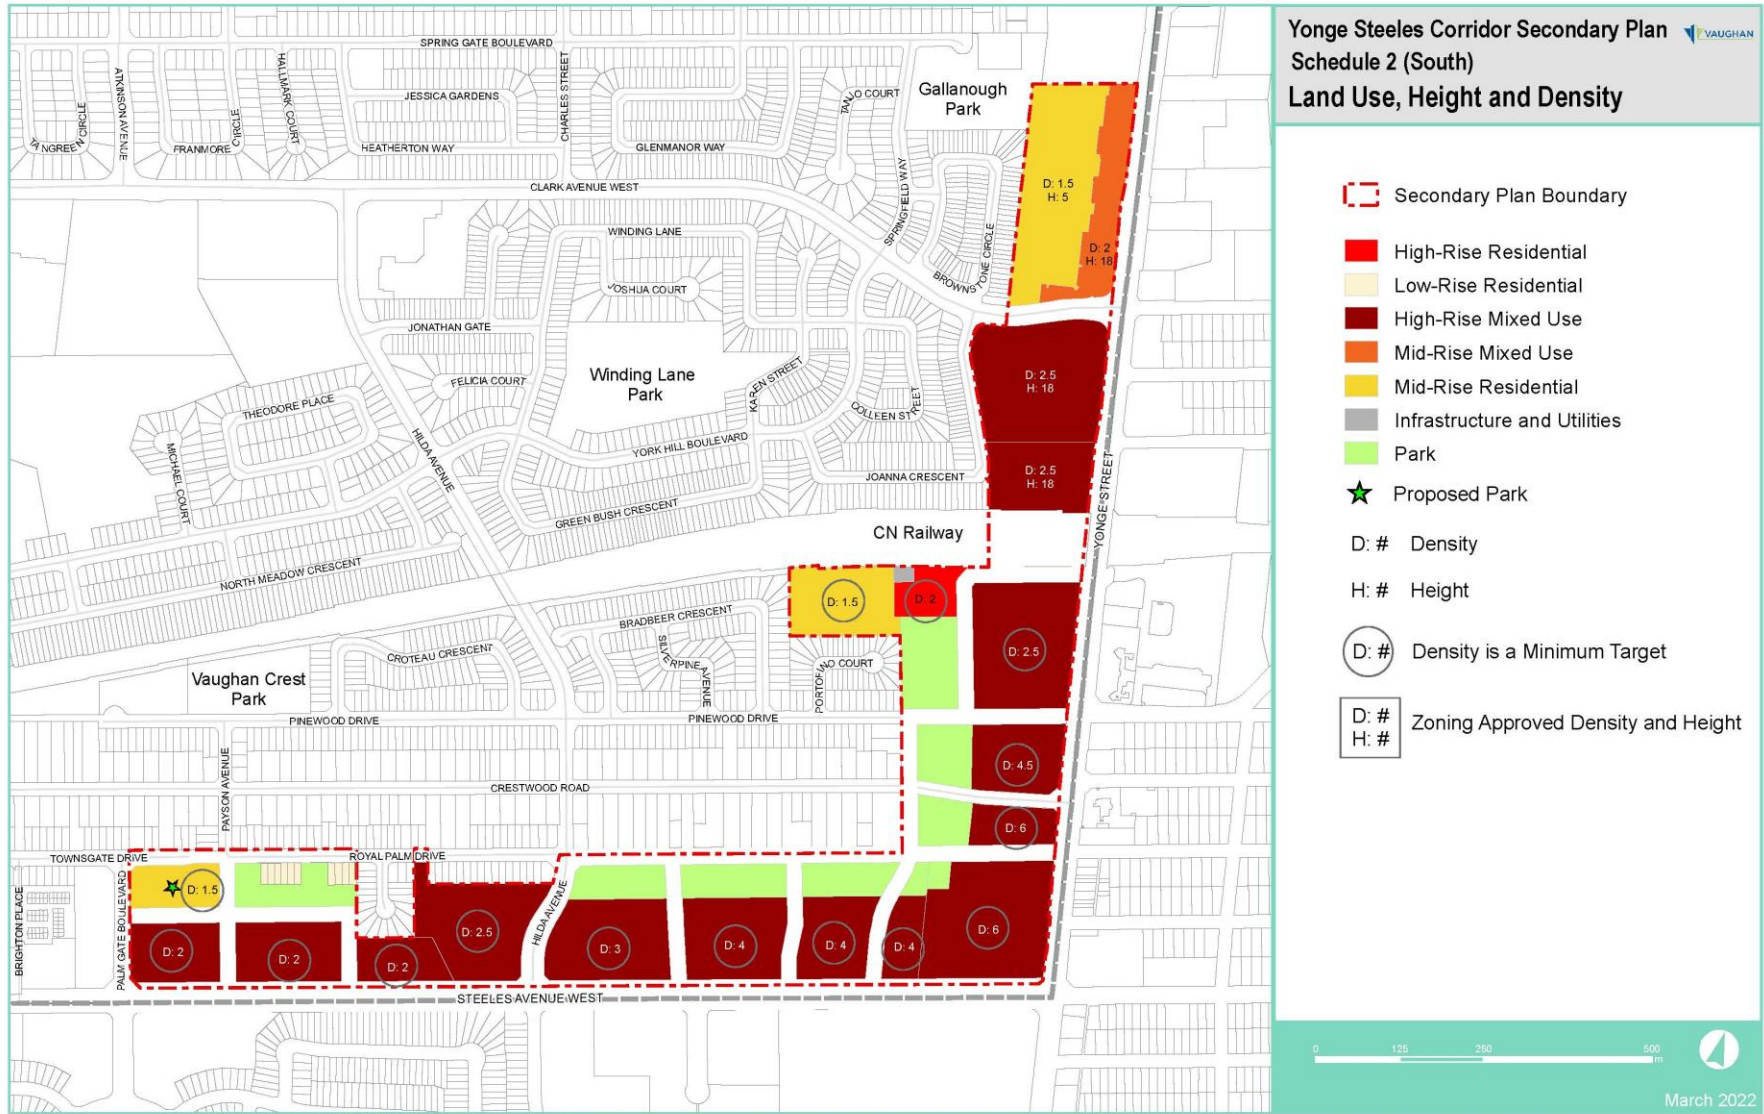 Yonge Steeles Corridor Secondary Plan
VAUGHAN
Schedule 2 (South)
Land Use, Height and Density
Secondary Plan Boundary
High-Rise Residential
Low-Rise Residential
High-Rise Mixed Use
Mid-Rise Mixed Use
Mid-Rise Residential
Infrastructure and Utilities
Park
Proposed Park
D: # Density
H: # Height
D: # Density is a Minimum Target
D: #
H: #
Zoning Approved Density and Height
0 125 250 500
m
March 2022
SPRING GATE BOULEVARD
ATKINSON AVENUE
TANGREEN CIRCLE
FRANMORE CIRCLE
HALLMARK COURT
JESSICA GARDENS
HEATHERTON WAY
CHARLES STREET
GLENMANOR WAY
TANJO COURT
Gallanough
Park
SPRINGFIELD WAY
CLARK AVENUE WEST
D: 1.5
H: 5
D: 2
H: 18
WINDING LANE
BROWNSTONE CIRCLE
JOSHUA COURT
JONATHAN GATE
Winding Lane
Park
FELICIA COURT
KAREN STREET
COLLEEN STREET
D: 2.5
H: 18
THEODORE PLACE
MICHAEL COURT
HILDA AVENUE
YORK HILL BOULEVARD
JOANNA CRESCENT
D: 2.5
H: 18
GREEN BUSH CRESCENT
YONGE STREET
CN Railway
NORTH MEADOW CRESCENT
D: 1.5
D: 2
BRADBEER CRESCENT
CROTEAU CRESCENT
SILVERPINE AVENUE
PORTOFINO COURT
D: 2.5
Vaughan Crest
Park
PINEWOOD DRIVE
PINEWOOD DRIVE
PAYSON AVENUE
D: 4.5
CRESTWOOD ROAD
D: 6
TOWNSGATE DRIVE
ROYAL PALM DRIVE
BRIGHTON PLACE
PALM GATE BOULEVARD
D: 1.5
HILDA AVENUE
D: 2
D: 2
D: 2
D: 2.5
D: 3
D: 4
D: 4
D: 4
D: 6
STEELES AVENUE WEST